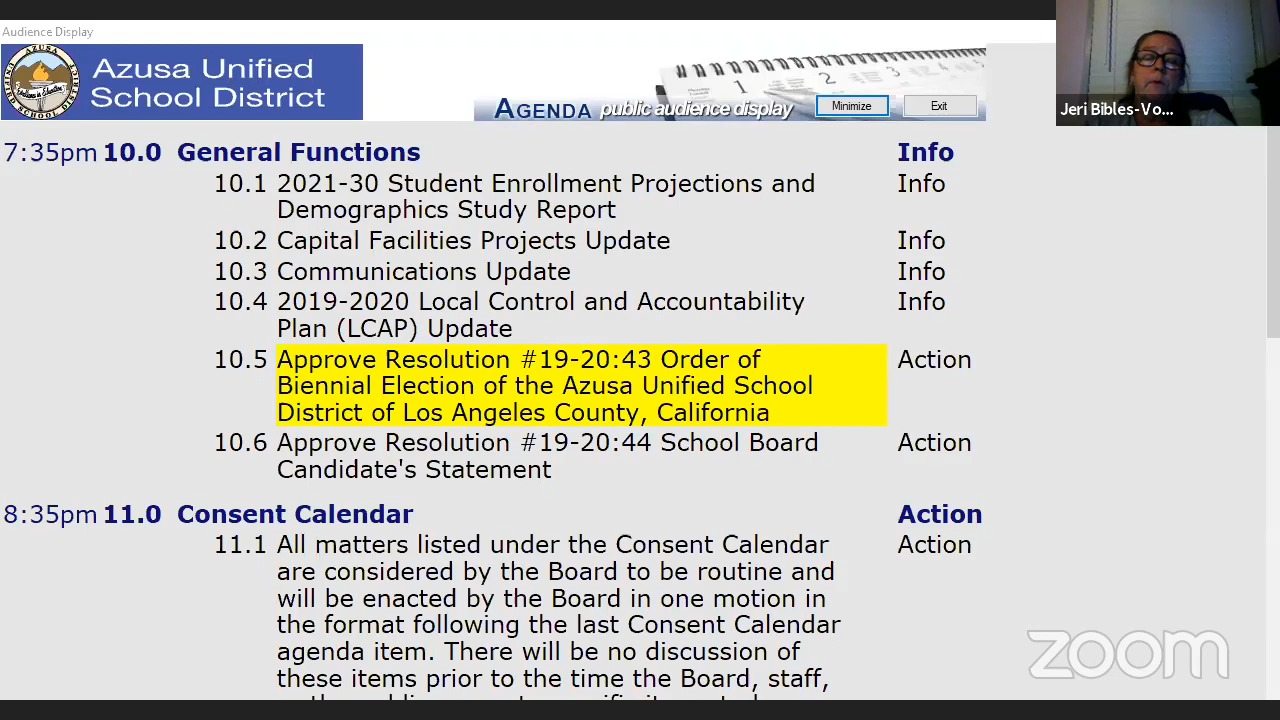 Audience Display
Azusa Unified
School District
AGENDA public audience display
Minimize
Exit
Jeri Bibles-Vo...
7:35pm 10.0 General Functions Info
10.1 2021-30 Student Enrollment Projections and Info
Demographics Study Report
10.2 Capital Facilities Projects Update Info
10.3 Communications Update Info
10.4 2019-2020 Local Control and Accountability Info
Plan (LCAP) Update
10.5 Approve Resolution #19-20:43 Order of Action
Biennial Election of the Azusa Unified School
District of Los Angeles County, California
10.6 Approve Resolution #19-20:44 School Board Action
Candidate's Statement
8:35pm 11.0 Consent Calendar Action
11.1 All matters listed under the Consent Calendar Action
are considered by the Board to be routine and
will be enacted by the Board in one motion in
the format following the last Consent Calendar
agenda item. There will be no discussion of
these items prior to the time the Board, staff,
zoom